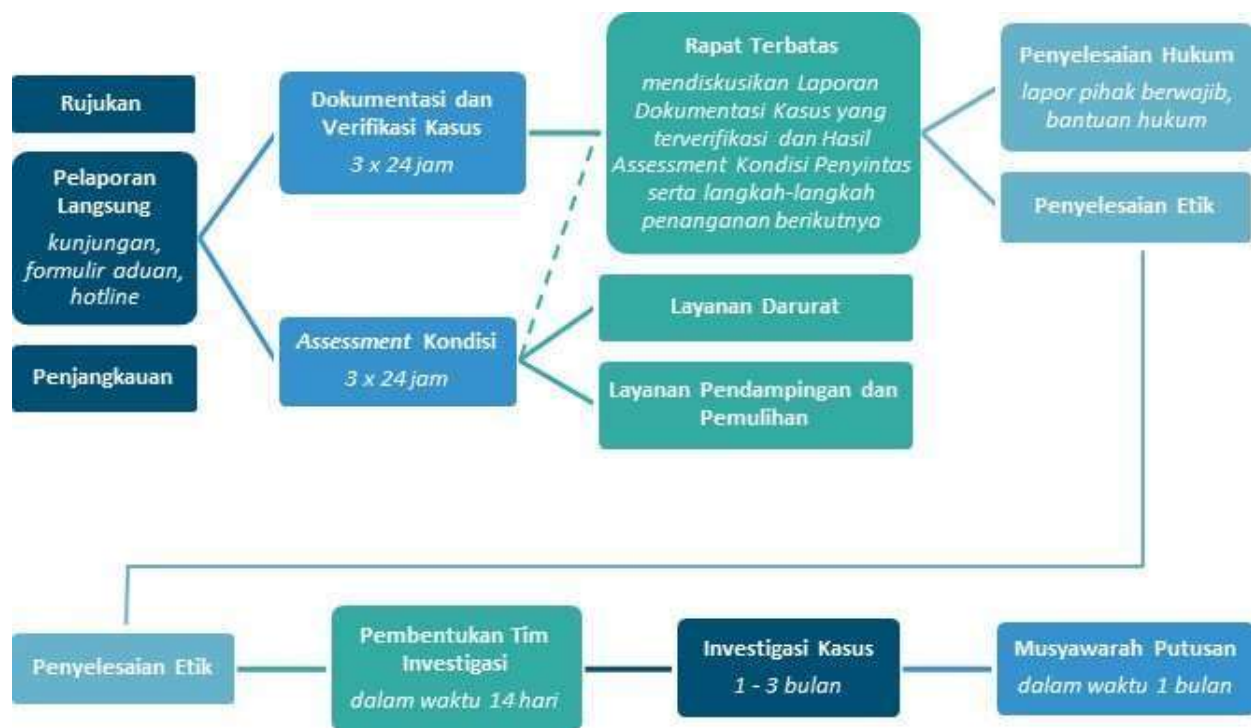 Rujukan
Pelaporan
Langsung
kunjungan,
formulir aduan,
hotline
Penjangkauan
Dokumentasi dan
Verifikasi Kasus
3 x 24 jam
Assessment Kondisi
3 x 24 jam
Rapat Terbatas
mendiskusikan Laporan
Dokumentasi Kasus yang
terverifikasi dan Hasil
Assessment Kondisi Penyintas
serta langkah-langkah
penanganan berikutnya
Layanan Darurat
Layanan Pendampingan dan
Pemulihan
Penyelesaian Hukum
lapor pihak berwajib,
bantuan hukum
Penyelesaian Etik
Penyelesaian Etik
Pembentukan Tim
Investigasi
dalam waktu 14 hari
Investigasi Kasus
1 - 3 bulan
Musyawarah Putusan
dalam waktu 1 bulan